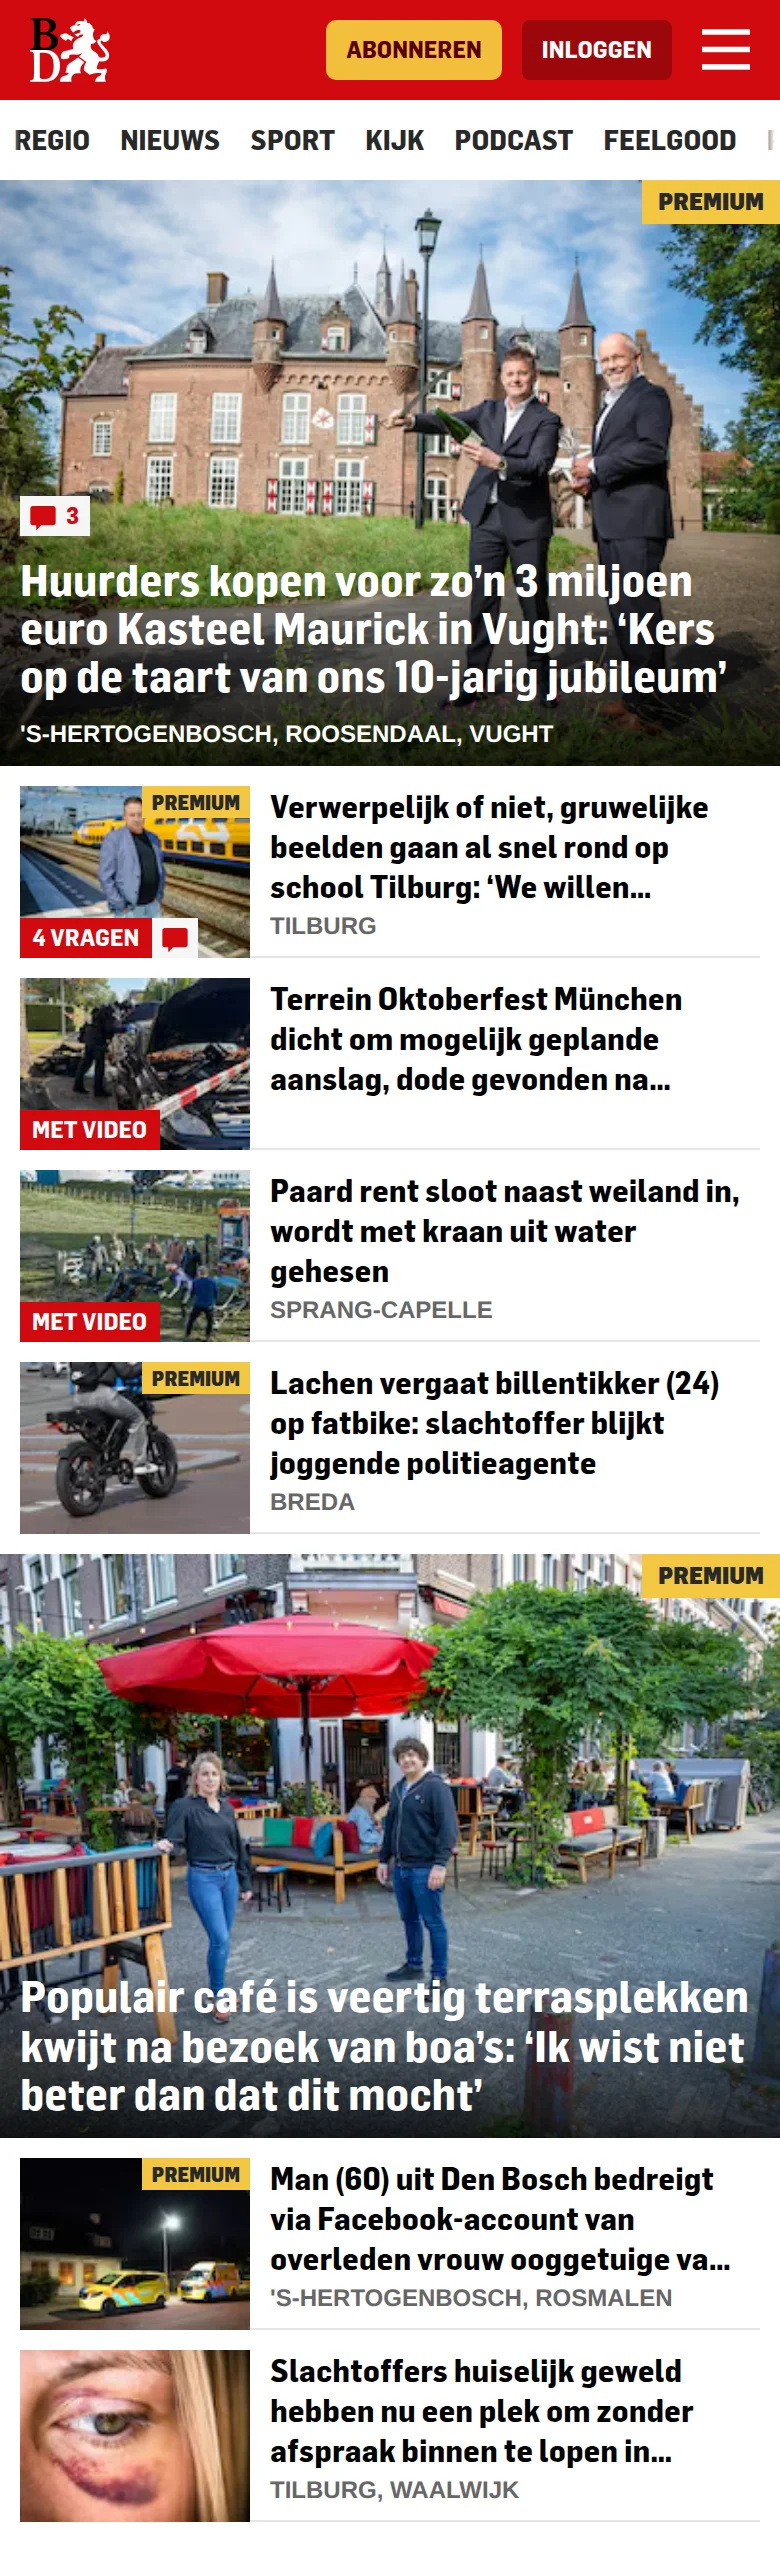 B
D
ABONNEREN
INLOGGEN
REGIO NIEUWS SPORT KIJK PODCAST FEELGOOD
PREMIUM
3
Huurders kopen voor zo’n 3 miljoen
euro Kasteel Maurick in Vught: ‘Kers
op de taart van ons 10-jarig jubileum’
'S-HERTOGENBOSCH, ROOSENDAAL, VUGHT
PREMIUM
4 VRAGEN
Verwerpelijk of niet, gruwelijke
beelden gaan al snel rond op
school Tilburg: ‘We willen...
TILBURG
MET VIDEO
Terrein Oktoberfest München
dicht om mogelijk geplande
aanslag, dode gevonden na...
MET VIDEO
Paard rent sloot naast weiland in,
wordt met kraan uit water
gehesen
SPRANG-CAPELLE
PREMIUM
Lachen vergaat billentikker (24)
op fatbike: slachtoffer blijkt
joggende politieagente
BREDA
PREMIUM
Populair café is veertig terrasplekken
kwijt na bezoek van boa’s: ‘Ik wist niet
beter dan dat dit mocht’
PREMIUM
Man (60) uit Den Bosch bedreigt
via Facebook-account van
overleden vrouw ooggetuige va...
'S-HERTOGENBOSCH, ROSMALEN
Slachtoffers huiselijk geweld
hebben nu een plek om zonder
afspraak binnen te lopen in...
TILBURG, WAALWIJK